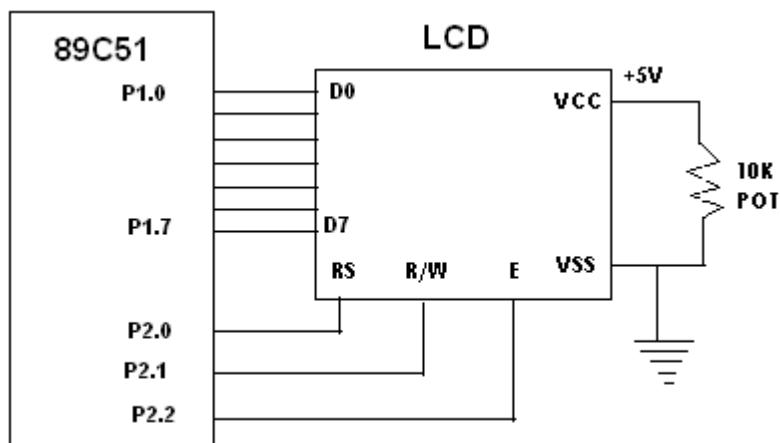 89C51
LCD
P1.0
D0
+5V
VCC
10K
POT
P1.7
D7
RS
R/W
E
VSS
P2.0
P2.1
P2.2